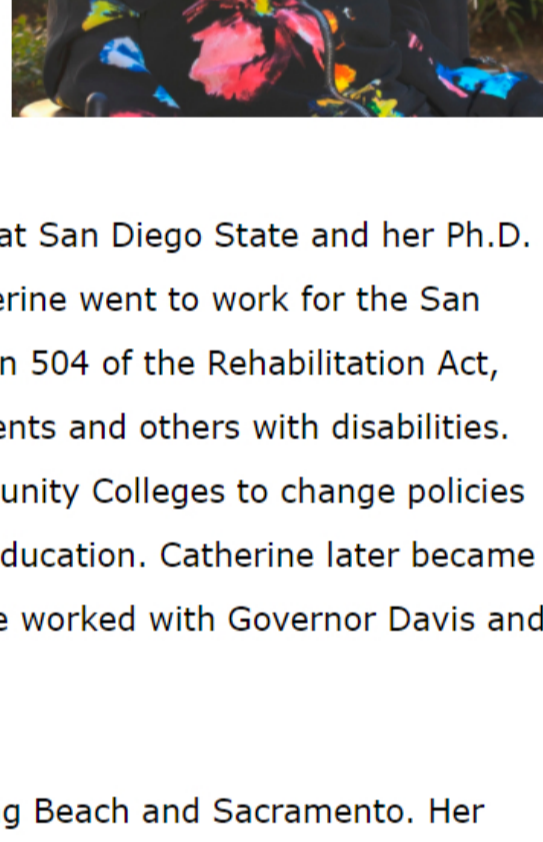 at San Diego State and her Ph.D.
erine went to work for the San
n 504 of the Rehabilitation Act,
ents and others with disabilities.
unity Colleges to change policies
ducation. Catherine later became
e worked with Governor Davis and
g Beach and Sacramento. Her